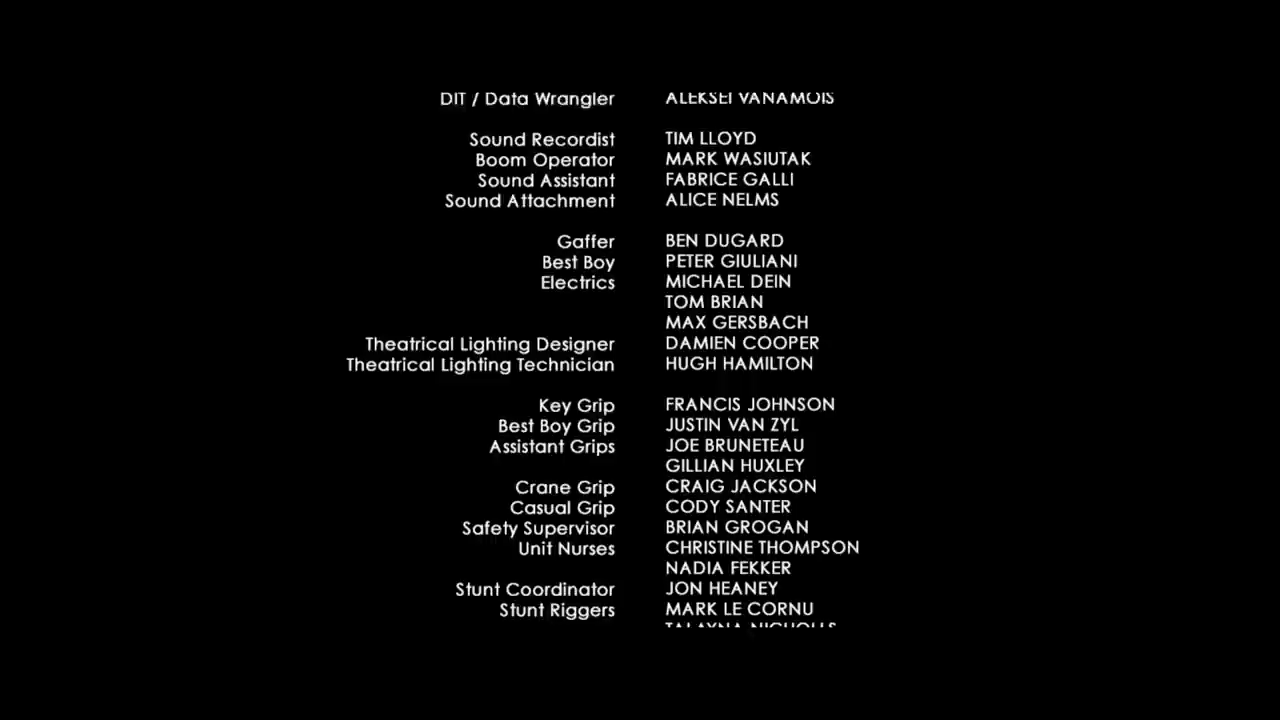 DIT / Data Wrangler ALEKSEI VANAMOIS
Sound Recordist TIM LLOYD
Boom Operator MARK WASIUTAK
Sound Assistant FABRICE GALLI
Sound Attachment ALICE NELMS
Gaffer BEN DUGARD
Best Boy PETER GIULIANI
Electrics MICHAEL DEIN
TOM BRIAN
MAX GERSBACH
Theatrical Lighting Designer DAMIEN COOPER
Theatrical Lighting Technician HUGH HAMILTON
Key Grip FRANCIS JOHNSON
Best Boy Grip JUSTIN VAN ZYL
Assistant Grips JOE BRUNETEAU
GILLIAN HUXLEY
Crane Grip CRAIG JACKSON
Casual Grip CODY SANTER
Safety Supervisor BRIAN GROGAN
Unit Nurses CHRISTINE THOMPSON
NADIA FEKKER
Stunt Coordinator JON HEANEY
Stunt Riggers MARK LE CORNU